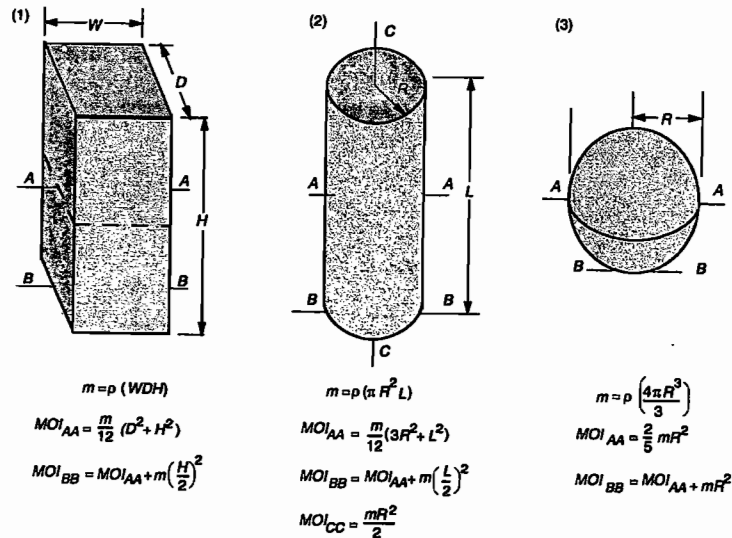 (1)
W
D
A
A
H
B
B
m = ρ (WDH)
MOI_AA = m/12 (D² + H²)
MOI_BB = MOI_AA + m(H/2)²
(2)
C
R
A
A
L
B
B
C
m = ρ (π R² L)
MOI_AA = m/12 (3R² + L²)
MOI_BB = MOI_AA + m(L/2)²
MOI_CC = mR²/2
(3)
R
A
A
B
B
m = ρ (4πR³/3)
MOI_AA = 2/5 mR²
MOI_BB = MOI_AA + mR²